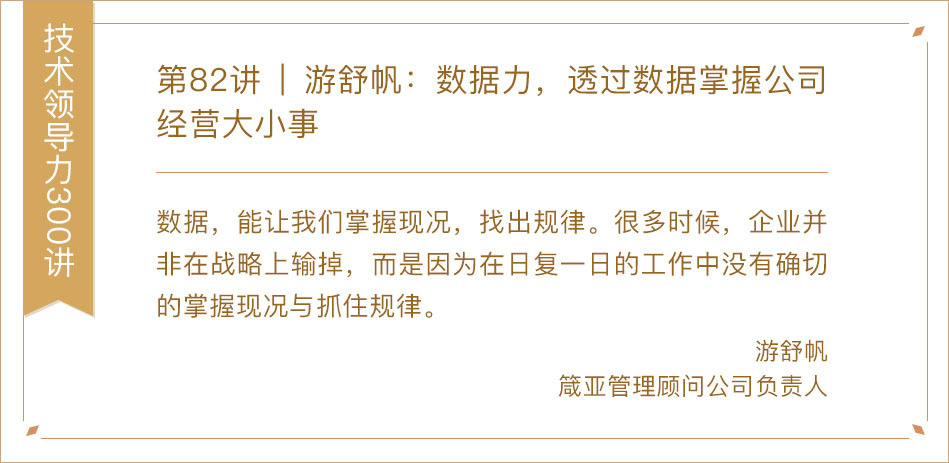 技术领导力300讲
第82讲 | 游舒帆：数据力，透过数据掌握公司
经营大小事
数据，能让我们掌握现况，找出规律。很多时候，企业并
非在战略上输掉，而是因为在日复一日的工作中没有确切
的掌握现况与抓住规律。
游舒帆
箴亚管理顾问公司负责人